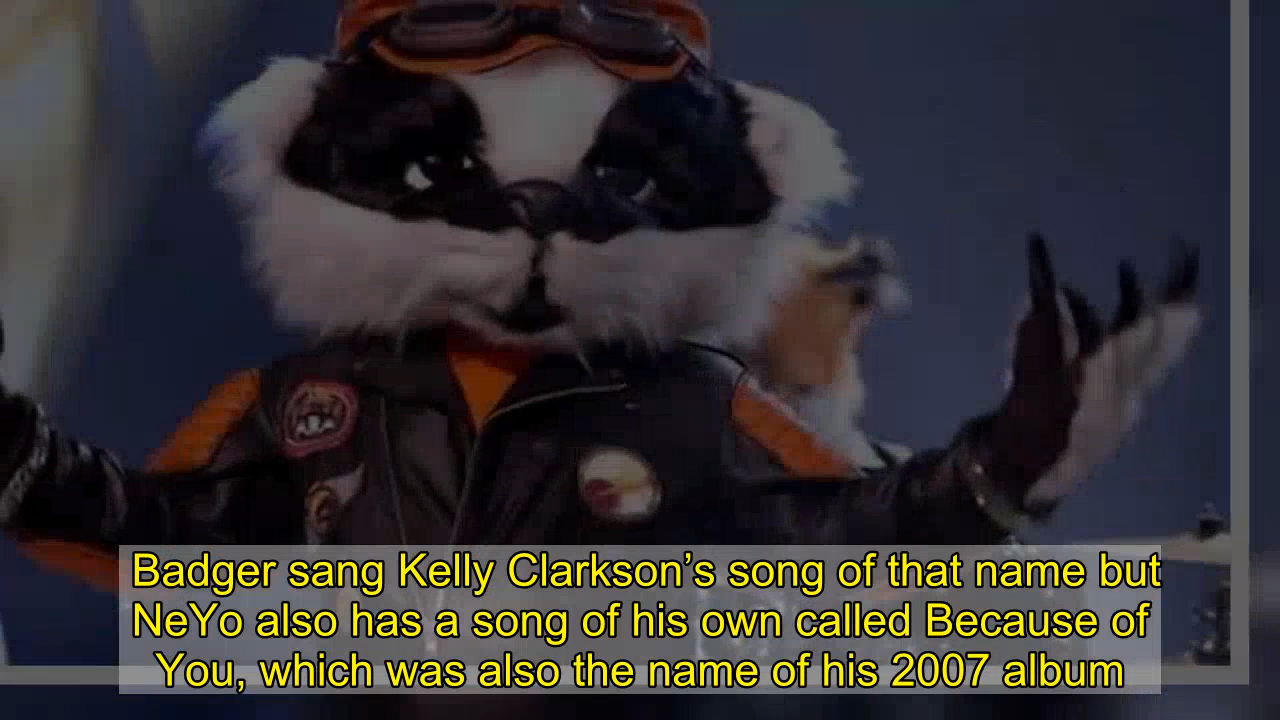 Badger sang Kelly Clarkson’s song of that name but
NeYo also has a song of his own called Because of
You, which was also the name of his 2007 album